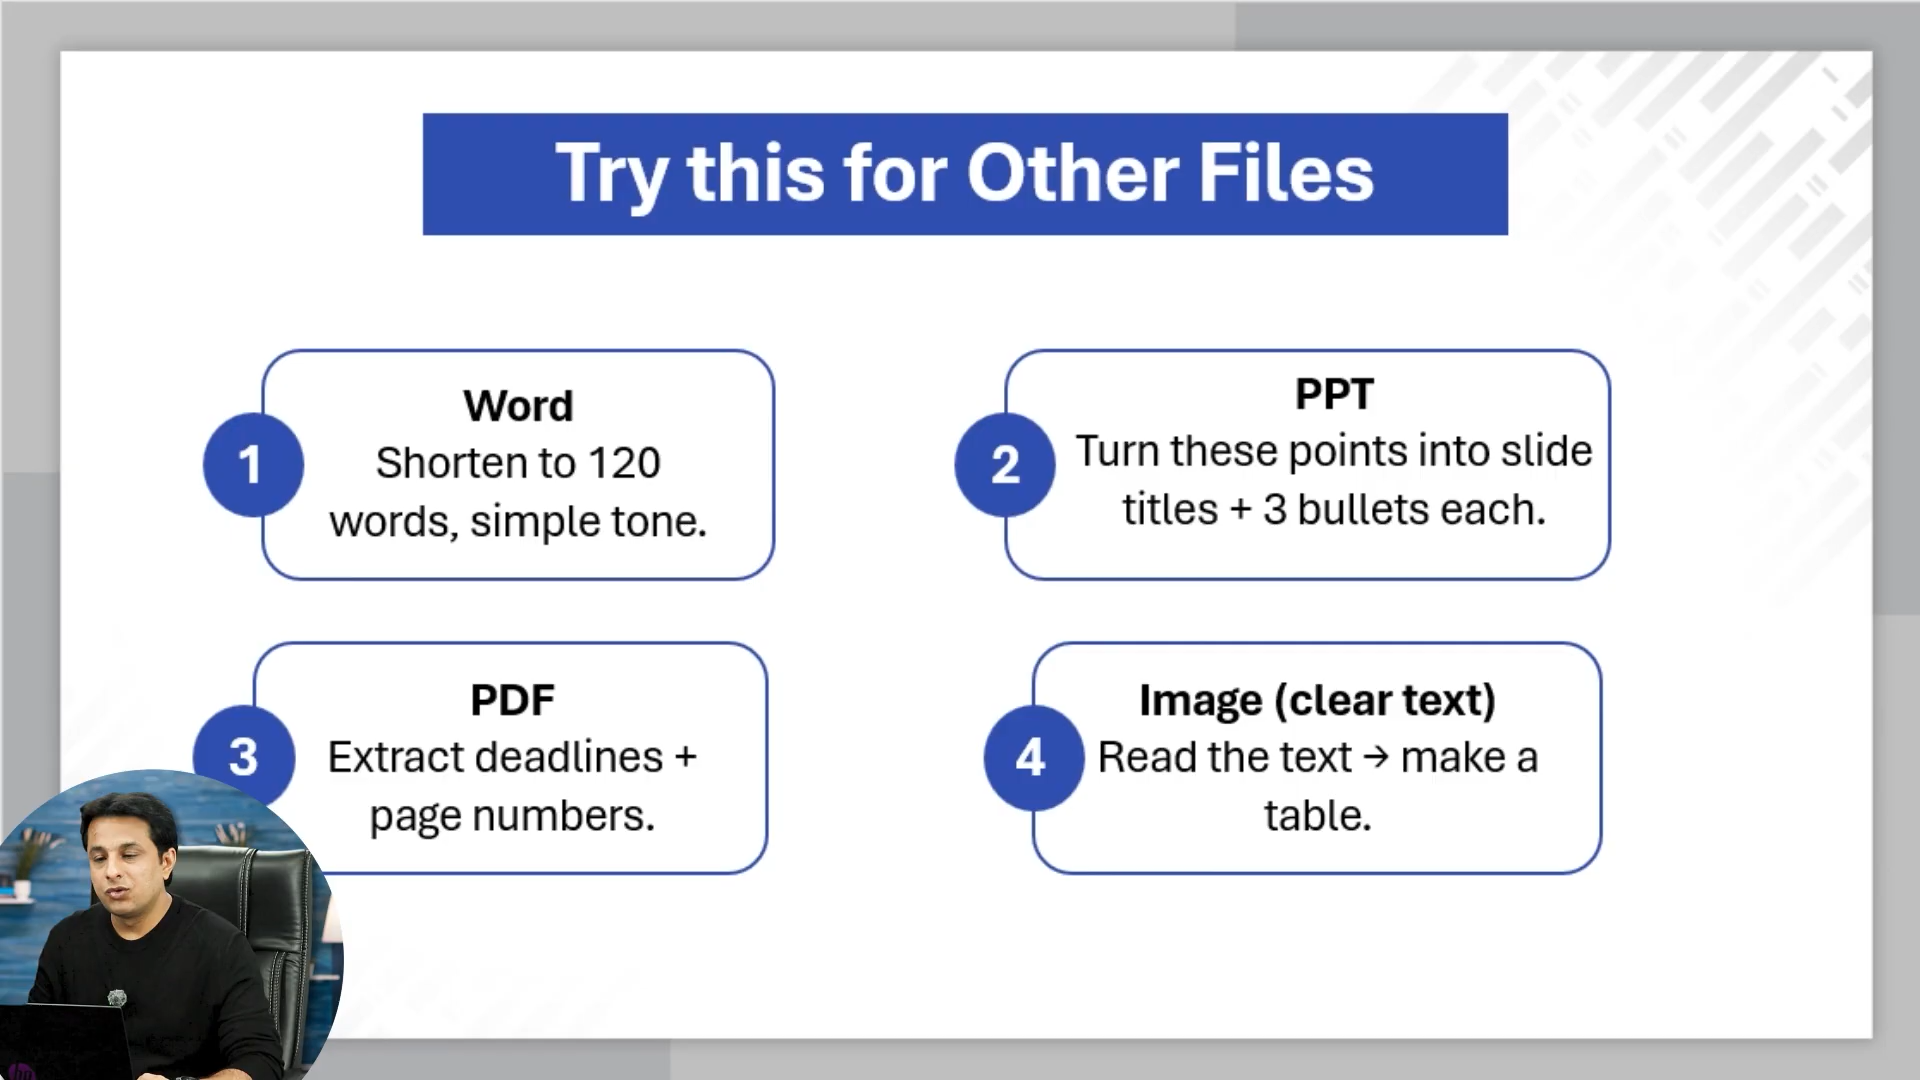 Try this for Other Files
1
Word
Shorten to 120
words, simple tone.
2
PPT
Turn these points into slide
titles + 3 bullets each.
3
PDF
Extract deadlines +
page numbers.
4
Image (clear text)
Read the text → make a
table.
hp